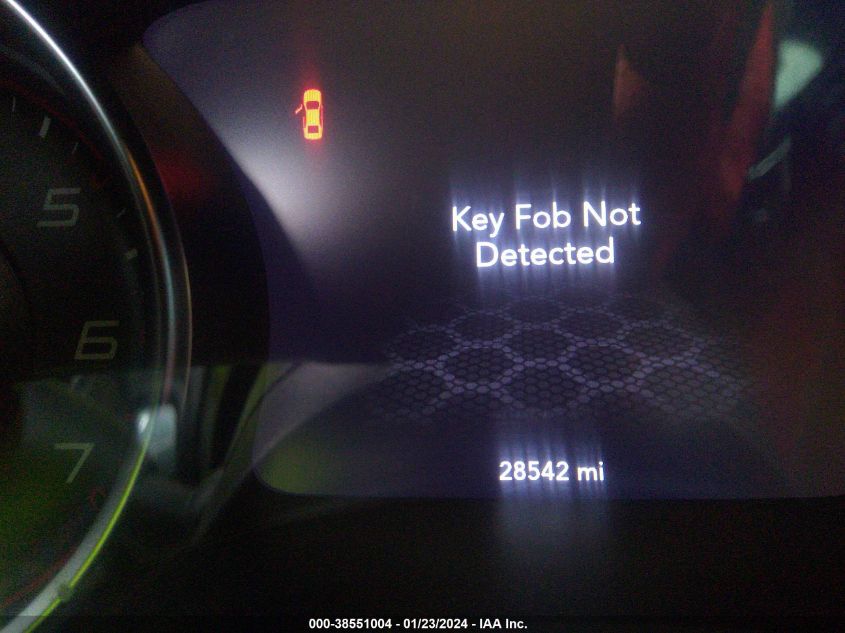 5
6
7
Key Fob Not
Detected
28542 mi
000-38551004 - 01/23/2024 - IAA Inc.